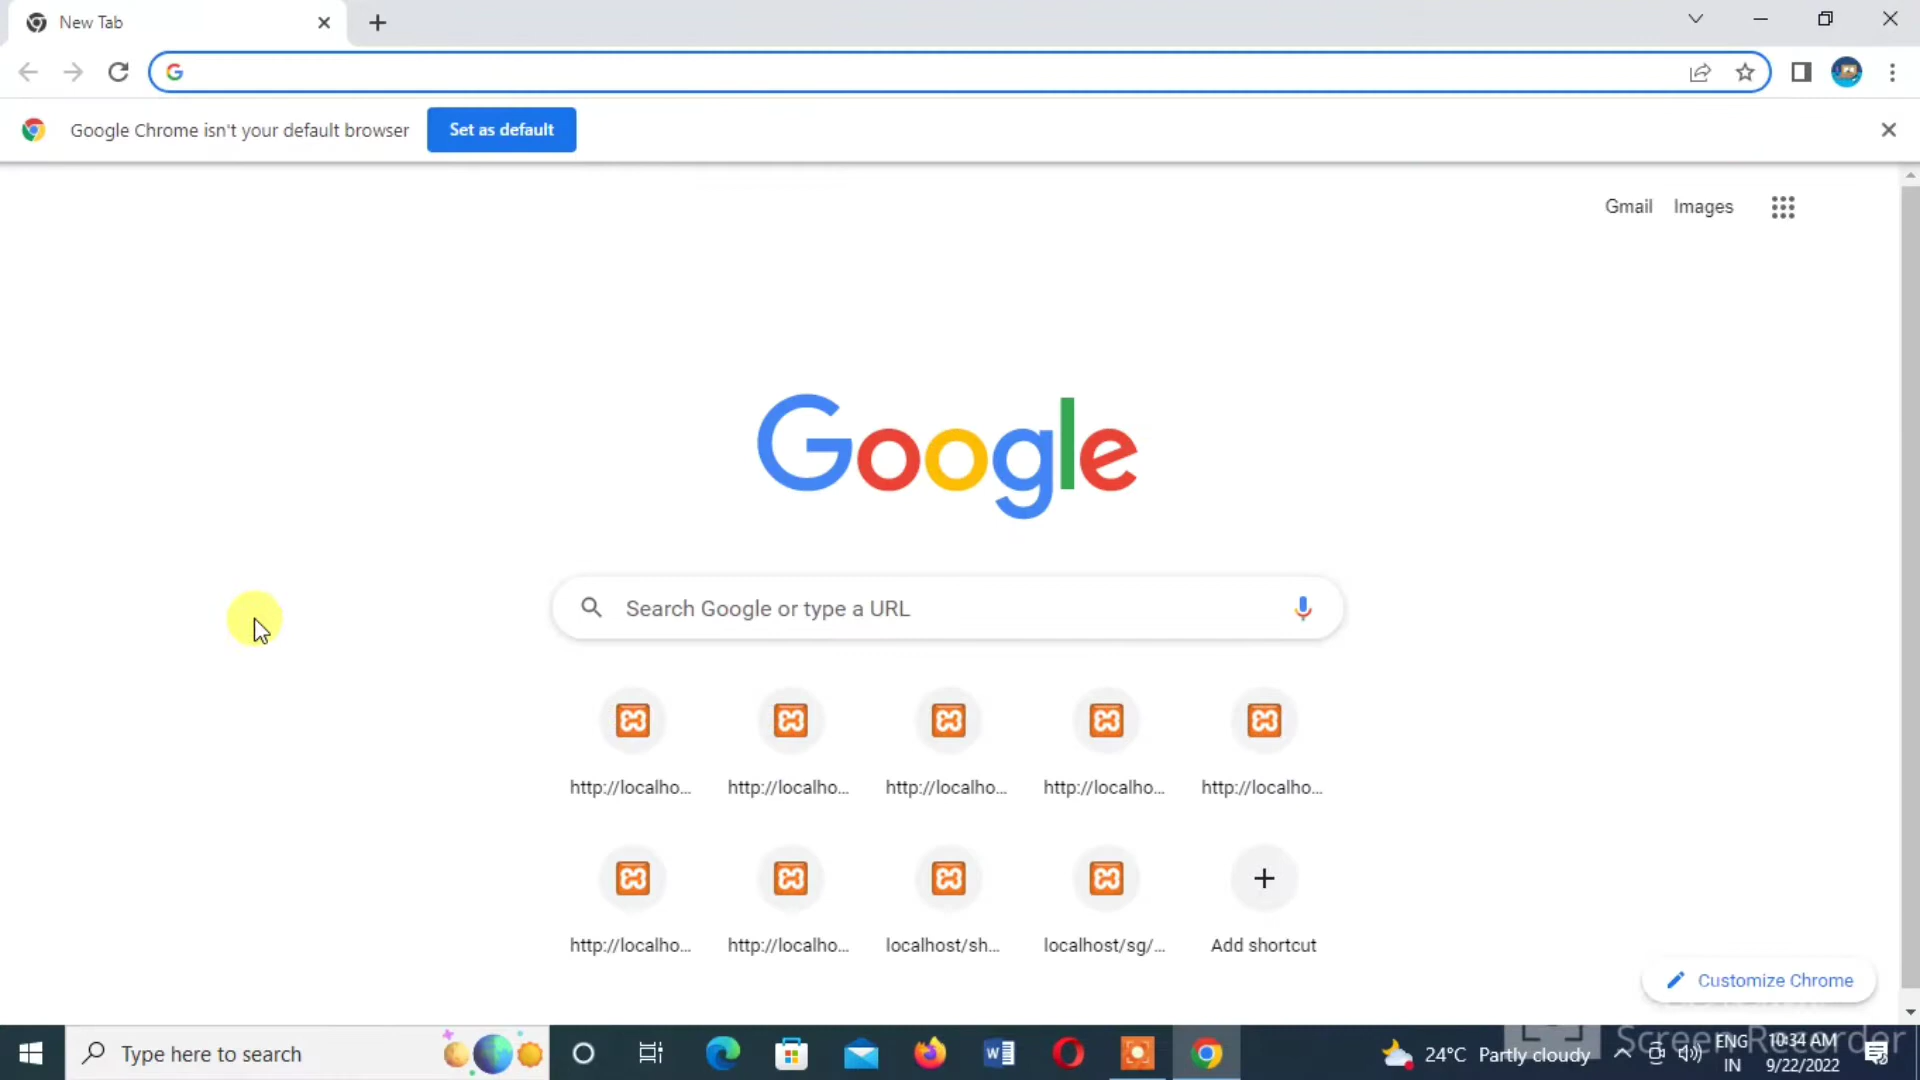 New Tab
Google Chrome isn't your default browser
Set as default
Gmail
Images
Google
Search Google or type a URL
http://localho...
http://localho...
http://localho...
http://localho...
http://localho...
http://localho...
http://localho...
localhost/sh...
localhost/sg/...
Add shortcut
Customize Chrome
Screen Recorder
Type here to search
24°C Partly cloudy
ENG
IN
10:34 AM
9/22/2022